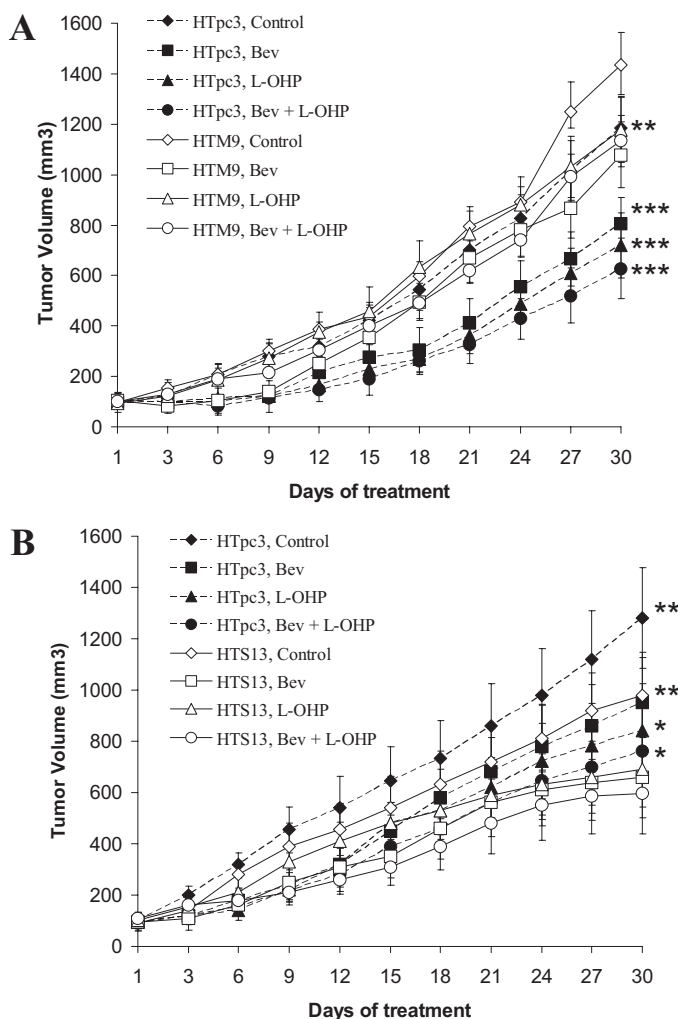 A
HTpc3, Control
HTpc3, Bev
HTpc3, L-OHP
HTpc3, Bev + L-OHP
HTM9, Control
HTM9, Bev
HTM9, L-OHP
HTM9, Bev + L-OHP
Tumor Volume (mm3)
1600
1400
1200
1000
800
600
400
200
0
**
***
***
***
1 3 6 9 12 15 18 21 24 27 30
Days of treatment
B
HTpc3, Control
HTpc3, Bev
HTpc3, L-OHP
HTpc3, Bev + L-OHP
HTS13, Control
HTS13, Bev
HTS13, L-OHP
HTS13, Bev + L-OHP
Tumor Volume (mm3)
1600
1400
1200
1000
800
600
400
200
0
**
**
*
*
1 3 6 9 12 15 18 21 24 27 30
Days of treatment